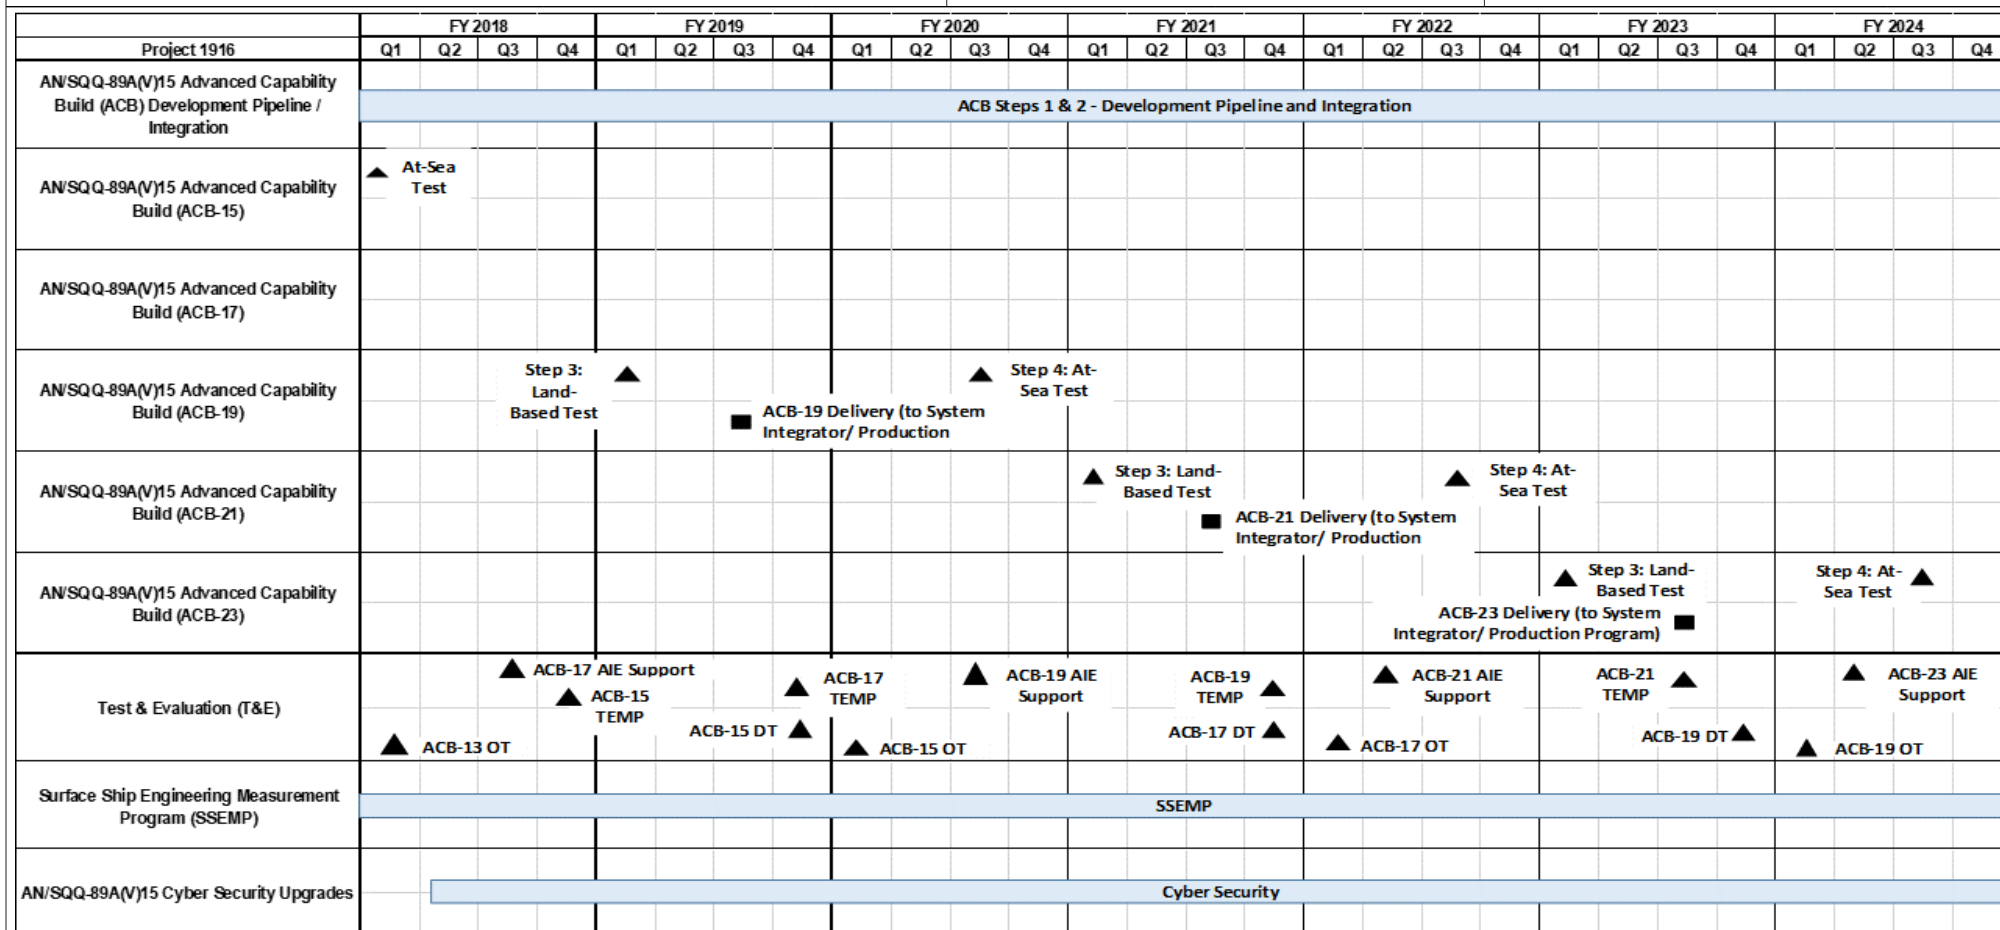 FY 2018 FY 2019 FY 2020 FY 2021 FY 2022 FY 2023 FY 2024
Project 1916 Q1 Q2 Q3 Q4 Q1 Q2 Q3 Q4 Q1 Q2 Q3 Q4 Q1 Q2 Q3 Q4 Q1 Q2 Q3 Q4 Q1 Q2 Q3 Q4 Q1 Q2 Q3 Q4
AN/SQQ-89A(V)15 Advanced Capability
Build (ACB) Development Pipeline /
Integration
ACB Steps 1 & 2 - Development Pipeline and Integration
AN/SQQ-89A(V)15 Advanced Capability
Build (ACB-15)
At-Sea
Test
AN/SQQ-89A(V)15 Advanced Capability
Build (ACB-17)
AN/SQQ-89A(V)15 Advanced Capability
Build (ACB-19)
Step 3:
Land-
Based Test
ACB-19 Delivery (to System
Integrator/ Production
Step 4: At-
Sea Test
AN/SQQ-89A(V)15 Advanced Capability
Build (ACB-21)
Step 3: Land-
Based Test
ACB-21 Delivery (to System
Integrator/ Production
Step 4: At-
Sea Test
AN/SQQ-89A(V)15 Advanced Capability
Build (ACB-23)
Step 3: Land-
Based Test
ACB-23 Delivery (to System
Integrator/ Production Program)
Step 4: At-
Sea Test
Test & Evaluation (T&E)
ACB-17 AIE Support
ACB-15
TEMP
ACB-13 OT
ACB-17
TEMP
ACB-15 DT
ACB-15 OT
ACB-19 AIE
Support
ACB-19
TEMP
ACB-17 DT
ACB-17 OT
ACB-21 AIE
Support
ACB-21
TEMP
ACB-19 DT
ACB-19 OT
ACB-23 AIE
Support
Surface Ship Engineering Measurement
Program (SSEMP)
SSEMP
AN/SQQ-89A(V)15 Cyber Security Upgrades
Cyber Security